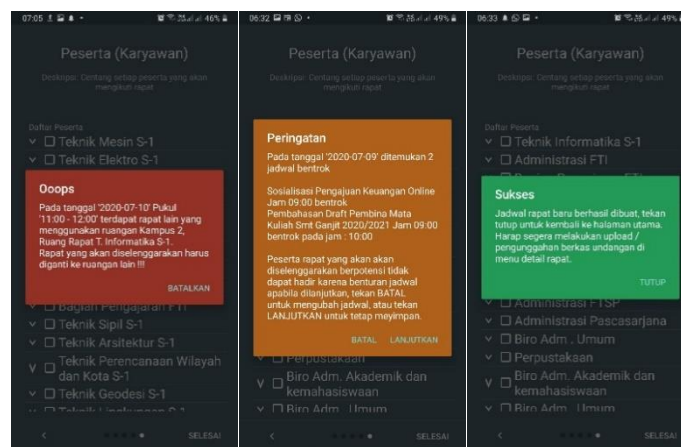 07:05
46%
Peserta (Karyawan)
Deskripsi: Centang setiap peserta yang akan
mengikuti rapat
Daftar Peserta
Teknik Mesin S-1
Teknik Elektro S-1
Ooops
Pada tanggal '2020-07-10' Pukul
'11:00 - 12:00' terdapat rapat lain yang
menggunakan ruangan Kampus 2,
Ruang Rapat T. Informatika S-1.
Rapat yang akan diselenggarakan harus
diganti ke ruangan lain !!!
BATALKAN
Bagian Pengajaran FTI
Teknik Sipil S-1
Teknik Arsitektur S-1
Teknik Perencanaan Wilayah
dan Kota S-1
Teknik Geodesi S-1
Teknik Lingkungan S-1
SELESAI
06:32
49%
Peserta (Karyawan)
Deskripsi: Centang setiap peserta yang akan
mengikuti rapat
Peringatan
Pada tanggal '2020-07-09' ditemukan 2
jadwal bentrok
Sosialisasi Pengajuan Keuangan Online
Jam 09:00 bentrok
Pembahasan Draft Pembina Mata
Kuliah Smt Ganjit 2020/2021 Jam 09:00
bentrok pada jam : 10:00
Peserta rapat yang akan akan
diselenggarakan berpotensi tidak
dapat hadir karena benturan jadwal
apabila dilanjutkan, tekan BATAL
untuk mengubah jadwal, atau tekan
LANJUTKAN untuk tetap meyimpan.
BATAL LANJUTKAN
Perpustakaan
Biro Adm. Akademik dan
kemahasiswaan
Biro Adm. Umum
SELESAI
06:33
49%
Peserta (Karyawan)
Deskripsi: Centang setiap peserta yang akan
mengikuti rapat
Daftar Peserta
Teknik Informatika S-1
Administrasi FTI
Sukses
Jadwal rapat baru berhasil dibuat, tekan
tutup untuk kembali ke halaman utama.
Harap segera melakukan upload /
pengunggahan berkas undangan di
menu detail rapat.
TUTUP
Administrasi FTSP
Administrasi Pascasarjana
Biro Adm . Umum
Perpustakaan
Biro Adm. Akademik dan
kemahasiswaan
Biro Adm. Umum
SELESAI